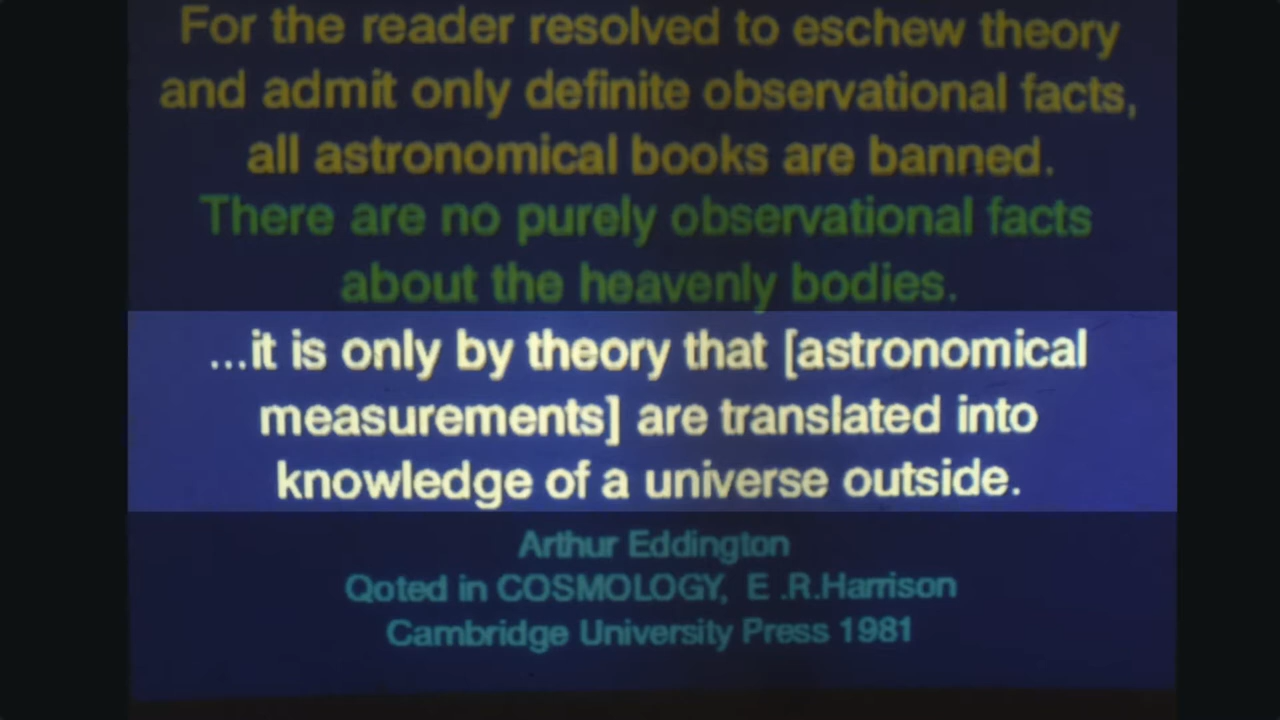 For the reader resolved to eschew theory
and admit only definite observational facts,
all astronomical books are banned.
There are no purely observational facts
about the heavenly bodies.
...it is only by theory that [astronomical
measurements] are translated into
knowledge of a universe outside.
Arthur Eddington
Qoted in COSMOLOGY, E .R.Harrison
Cambridge University Press 1981